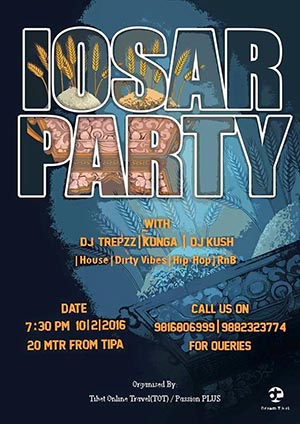 lOSAR
PARTY
WITH
DJ TREPZZ|KUNGA | DJ KUSH
|House|Dirty Vibes|Hip Hop|RnB
DATE
7:30 PM 10|2|2016
20 MTR FROM TIPA
CALL US ON
9816806999|9882323774
FOR QUERIES
Organised By:
Tibet Online Travel(TOT) / Passion PLUS